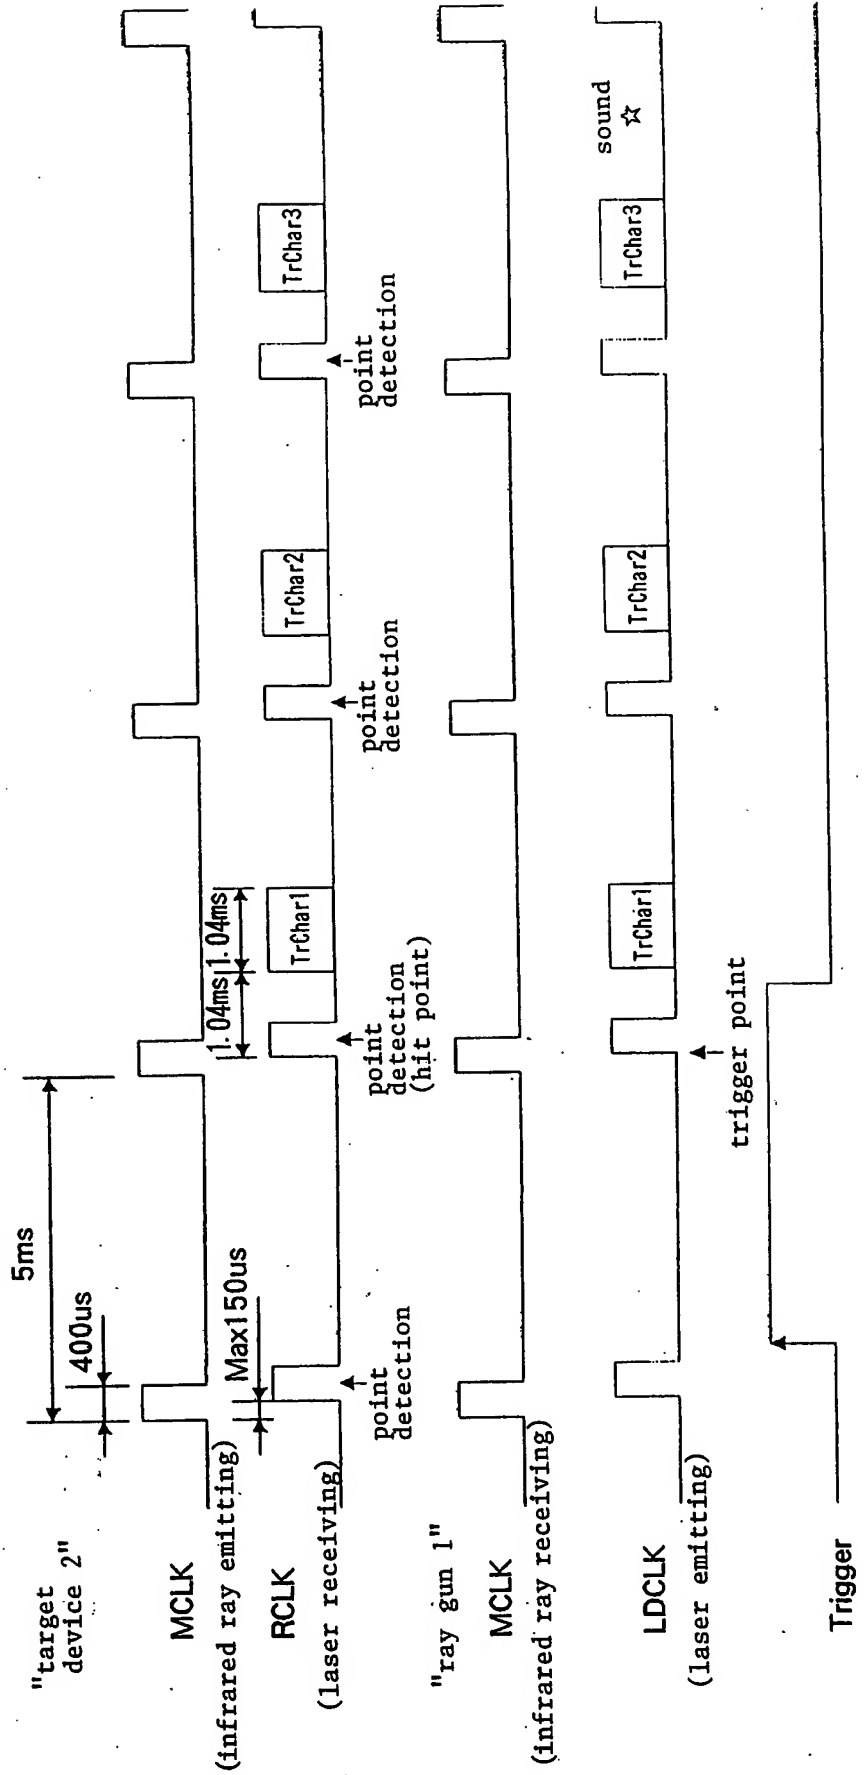 "target
device 2"
5ms
400us
MCLK
(infrared ray emitting)
Max150us
1.04ms 1.04ms
RCLK
(laser receiving)
TrChar1
TrChar2
TrChar3
point
detection
point
detection
(hit point)
point
detection
point
detection
"ray gun 1"
MCLK
(infrared ray receiving)
sound
☆
LDCLK
(laser emitting)
TrChar1
TrChar2
TrChar3
trigger point
Trigger